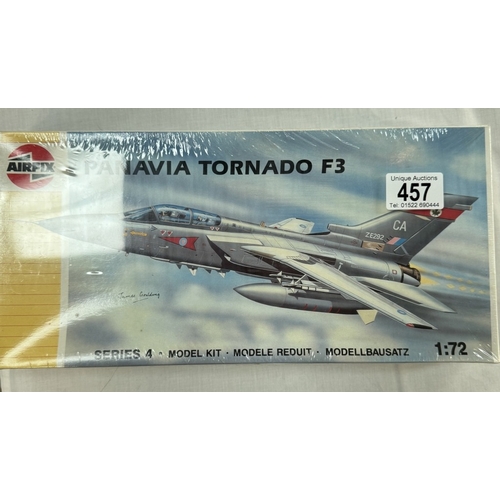 AIRFIX
PANAVIA TORNADO F3
Unique Auctions
457
Tel: 01522 690444
CA
ZE292
SERIES 4 · MODEL KIT · MODELE REDUIT · MODELLBAUSATZ
1:72